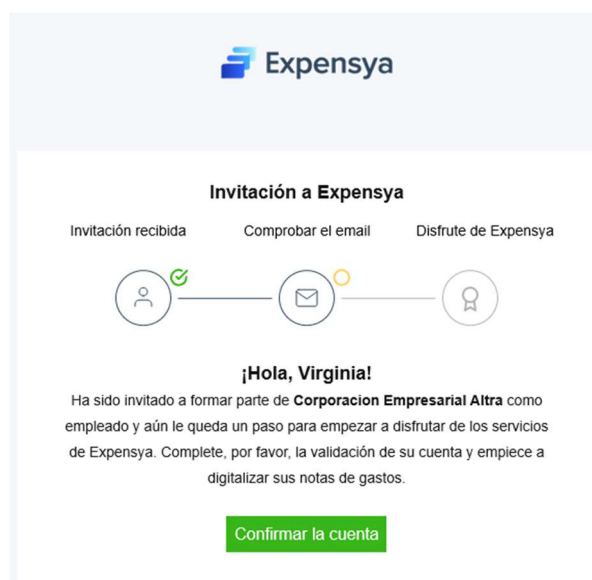 Expensya
Invitación a Expensya
Invitación recibida
Comprobar el email
Disfrute de Expensya
¡Hola, Virginia!
Ha sido invitado a formar parte de Corporacion Empresarial Altra como
empleado y aún le queda un paso para empezar a disfrutar de los servicios
de Expensya. Complete, por favor, la validación de su cuenta y empiece a
digitalizar sus notas de gastos.
Confirmar la cuenta